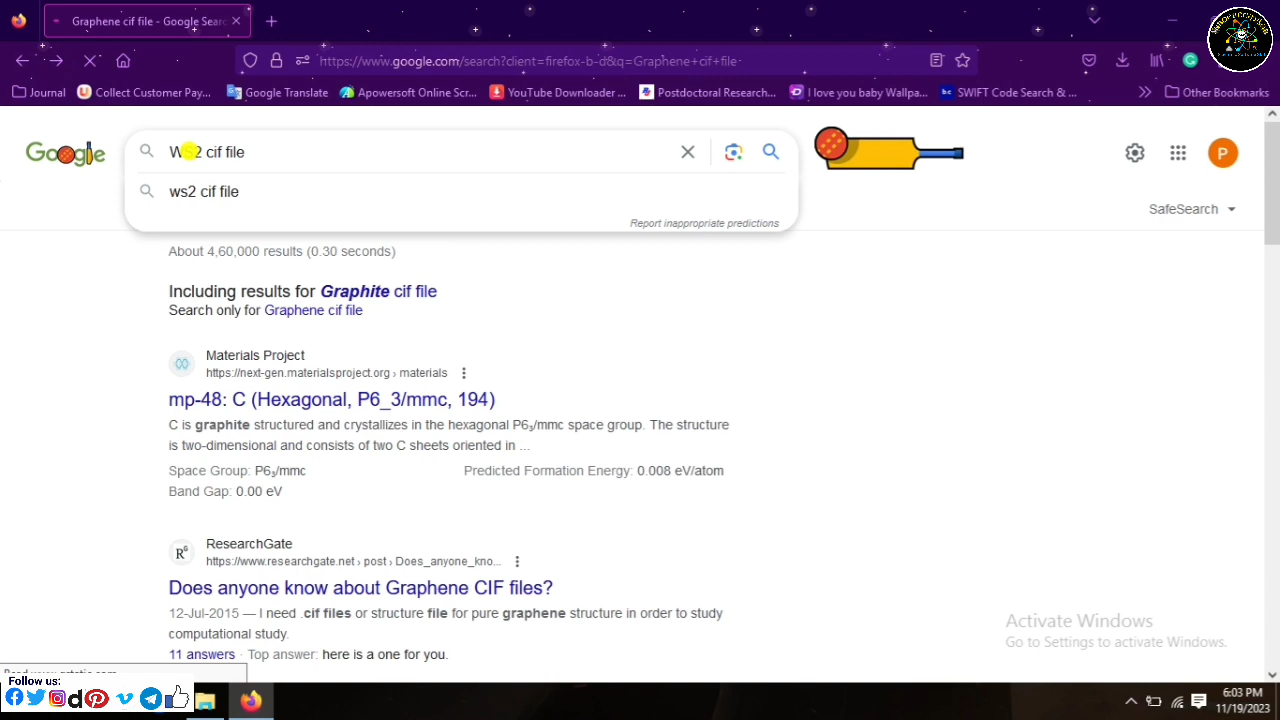 Graphene cif file - Google Searc
https://www.google.com/search?client=firefox-b-d&q=Graphene+cif+file
Journal
Collect Customer Pay...
Google Translate
Apowersoft Online Scr...
YouTube Downloader ...
Postdoctoral Research...
I love you baby Wallpa...
SWIFT Code Search & ...
Other Bookmarks
Google
WS2 cif file
P
ws2 cif file
SafeSearch
Report inappropriate predictions
About 4,60,000 results (0.30 seconds)
Including results for Graphite cif file
Search only for Graphene cif file
Materials Project
https://next-gen.materialsproject.org › materials
mp-48: C (Hexagonal, P6_3/mmc, 194)
C is graphite structured and crystallizes in the hexagonal P6₃/mmc space group. The structure
is two-dimensional and consists of two C sheets oriented in ...
Space Group: P6₃/mmc Predicted Formation Energy: 0.008 eV/atom
Band Gap: 0.00 eV
ResearchGate
https://www.researchgate.net › post › Does_anyone_kno...
Does anyone know about Graphene CIF files?
12-Jul-2015 — I need .cif files or structure file for pure graphene structure in order to study
computational study.
11 answers · Top answer: here is a one for you.
Activate Windows
Go to Settings to activate Windows.
Follow us:
6:03 PM
11/19/2023